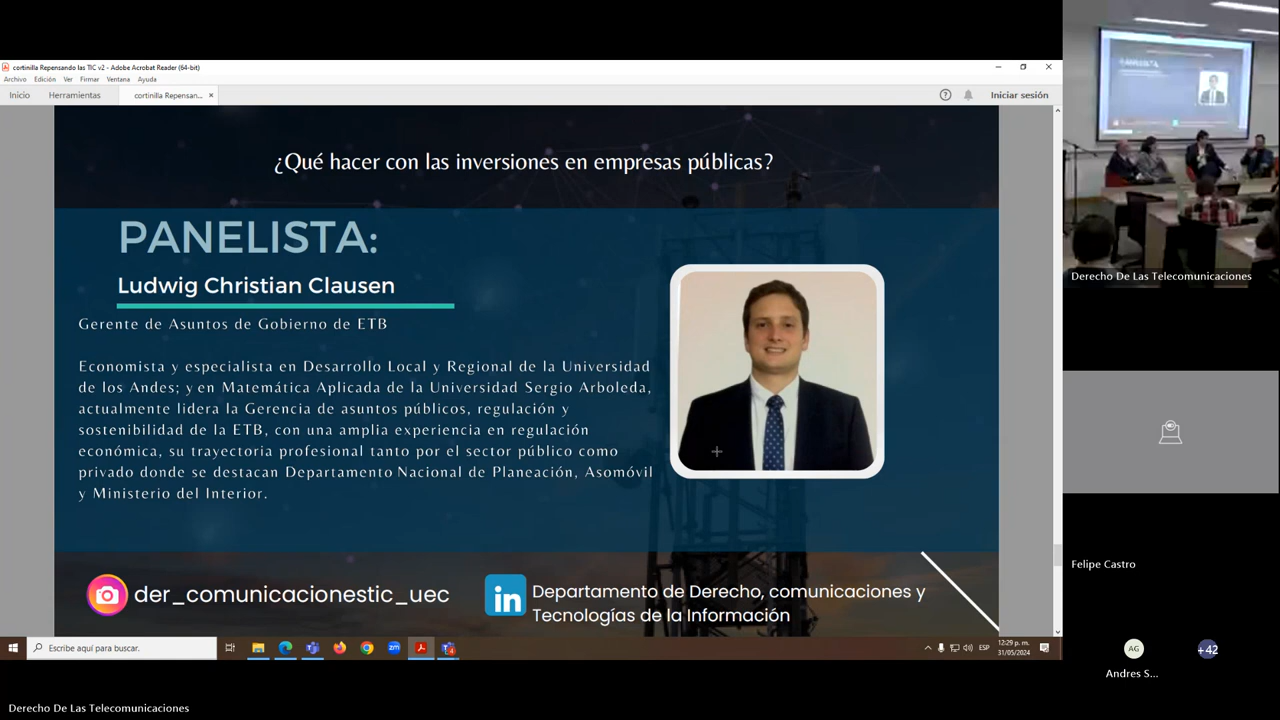 cortinilla Repensando las TIC v2 - Adobe Acrobat Reader (64-bit)
Archivo Edición Ver Firmar Ventana Ayuda
Inicio Herramientas cortinilla Repensan... Iniciar sesión
¿Qué hacer con las inversiones en empresas públicas?
PANELISTA:
Ludwig Christian Clausen
Gerente de Asuntos de Gobierno de ETB
Economista y especialista en Desarrollo Local y Regional de la Universidad
de los Andes; y en Matemática Aplicada de la Universidad Sergio Arboleda,
actualmente lidera la Gerencia de asuntos públicos, regulación y
sostenibilidad de la ETB, con una amplia experiencia en regulación
económica, su trayectoria profesional tanto por el sector público como
privado donde se destacan Departamento Nacional de Planeación, Asomóvil
y Ministerio del Interior.
der_comunicacionestic_uec
in
Departamento de Derecho, comunicaciones y
Tecnologías de la Información
Escribe aquí para buscar.
zm
ESP
12:29 p. m.
31/05/2024
PANELISTA
Derecho De Las Telecomunicaciones
Felipe Castro
AG
+42
Andres S...
Derecho De Las Telecomunicaciones